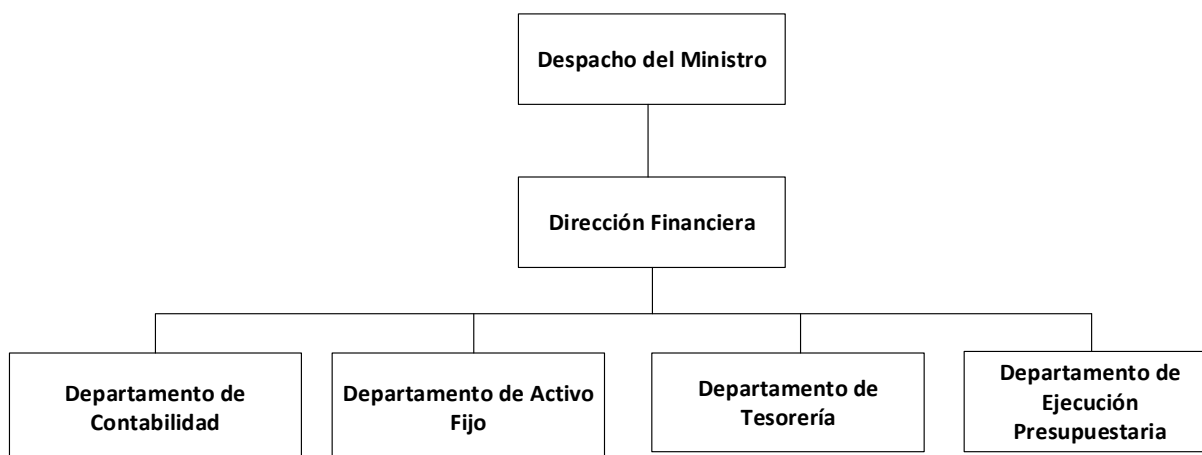 Despacho del Ministro
Dirección Financiera
Departamento de
Contabilidad
Departamento de Activo
Fijo
Departamento de
Tesorería
Departamento de
Ejecución
Presupuestaria